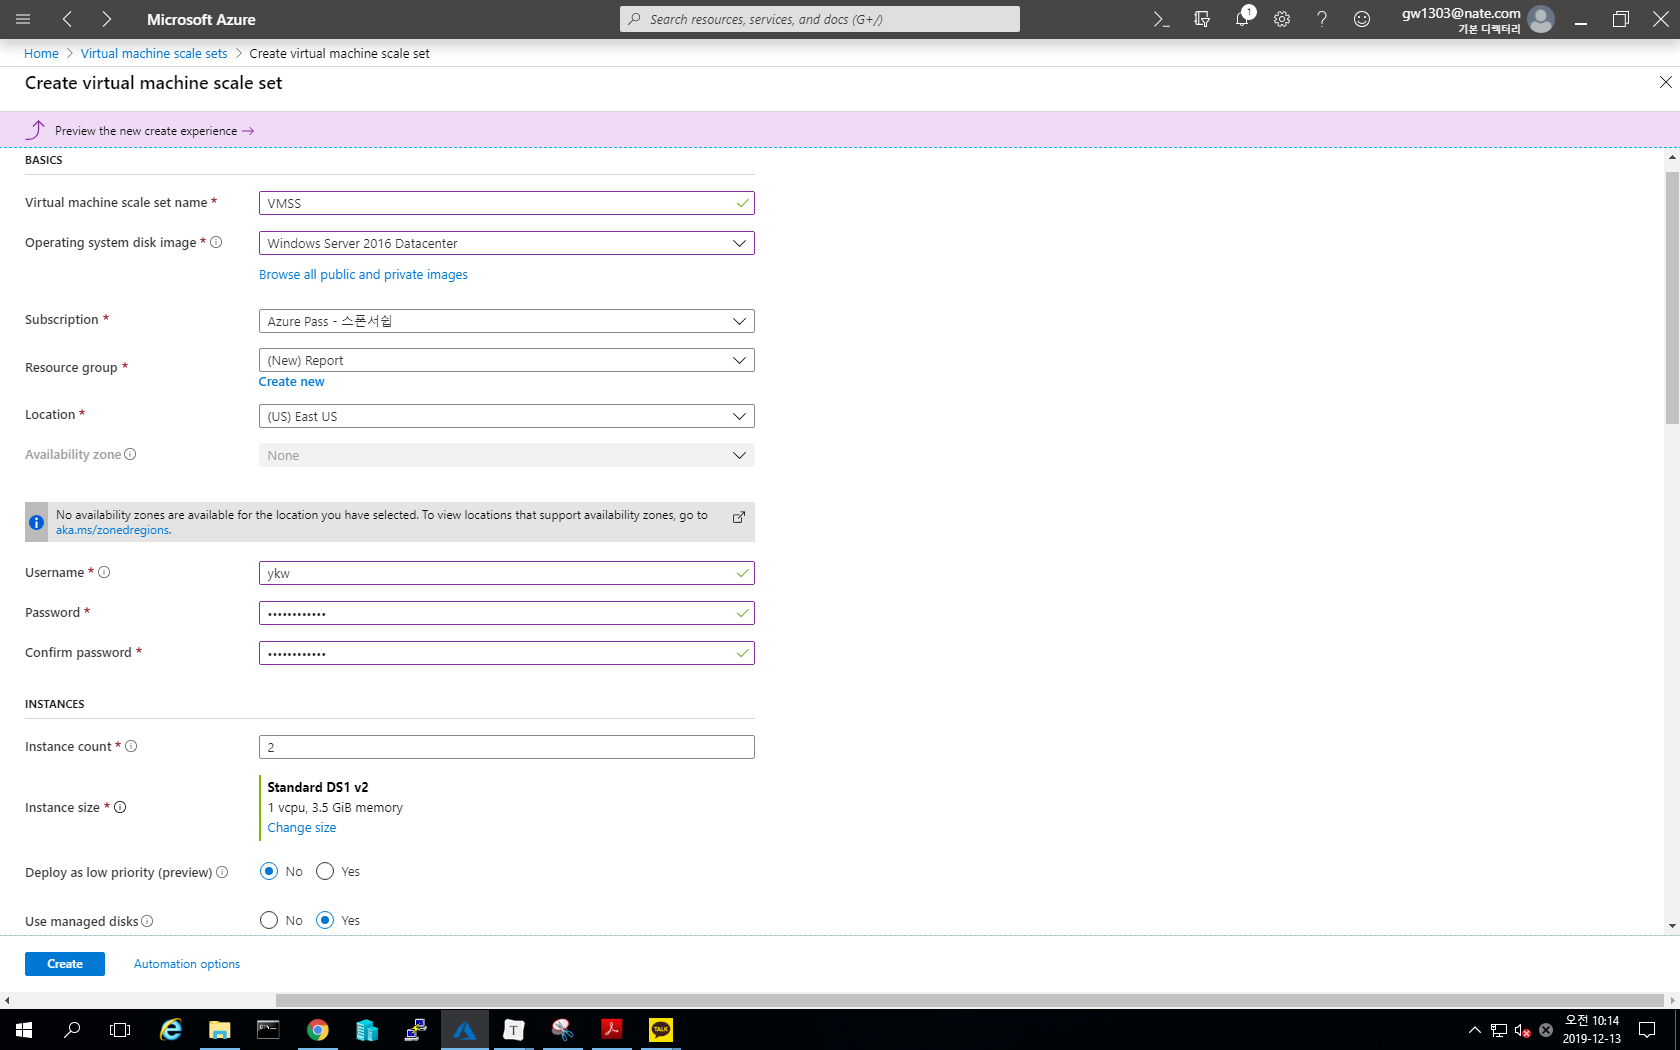 Microsoft Azure
Search resources, services, and docs (G+/)
1
gw1303@nate.com
기본 디렉터리
Home > Virtual machine scale sets > Create virtual machine scale set
Create virtual machine scale set
Preview the new create experience →
BASICS
Virtual machine scale set name * VMSS
Operating system disk image * Windows Server 2016 Datacenter
Browse all public and private images
Subscription * Azure Pass - 스폰서쉽
Resource group * (New) Report
Create new
Location * (US) East US
Availability zone None
No availability zones are available for the location you have selected. To view locations that support availability zones, go to
aka.ms/zonedregions.
Username * ykw
Password * ••••••••••••
Confirm password * ••••••••••••
INSTANCES
Instance count * 2
Standard DS1 v2
Instance size * 1 vcpu, 3.5 GiB memory
Change size
Deploy as low priority (preview) No Yes
Use managed disks No Yes
Create Automation options
T
TALK
오전 10:14
2019-12-13